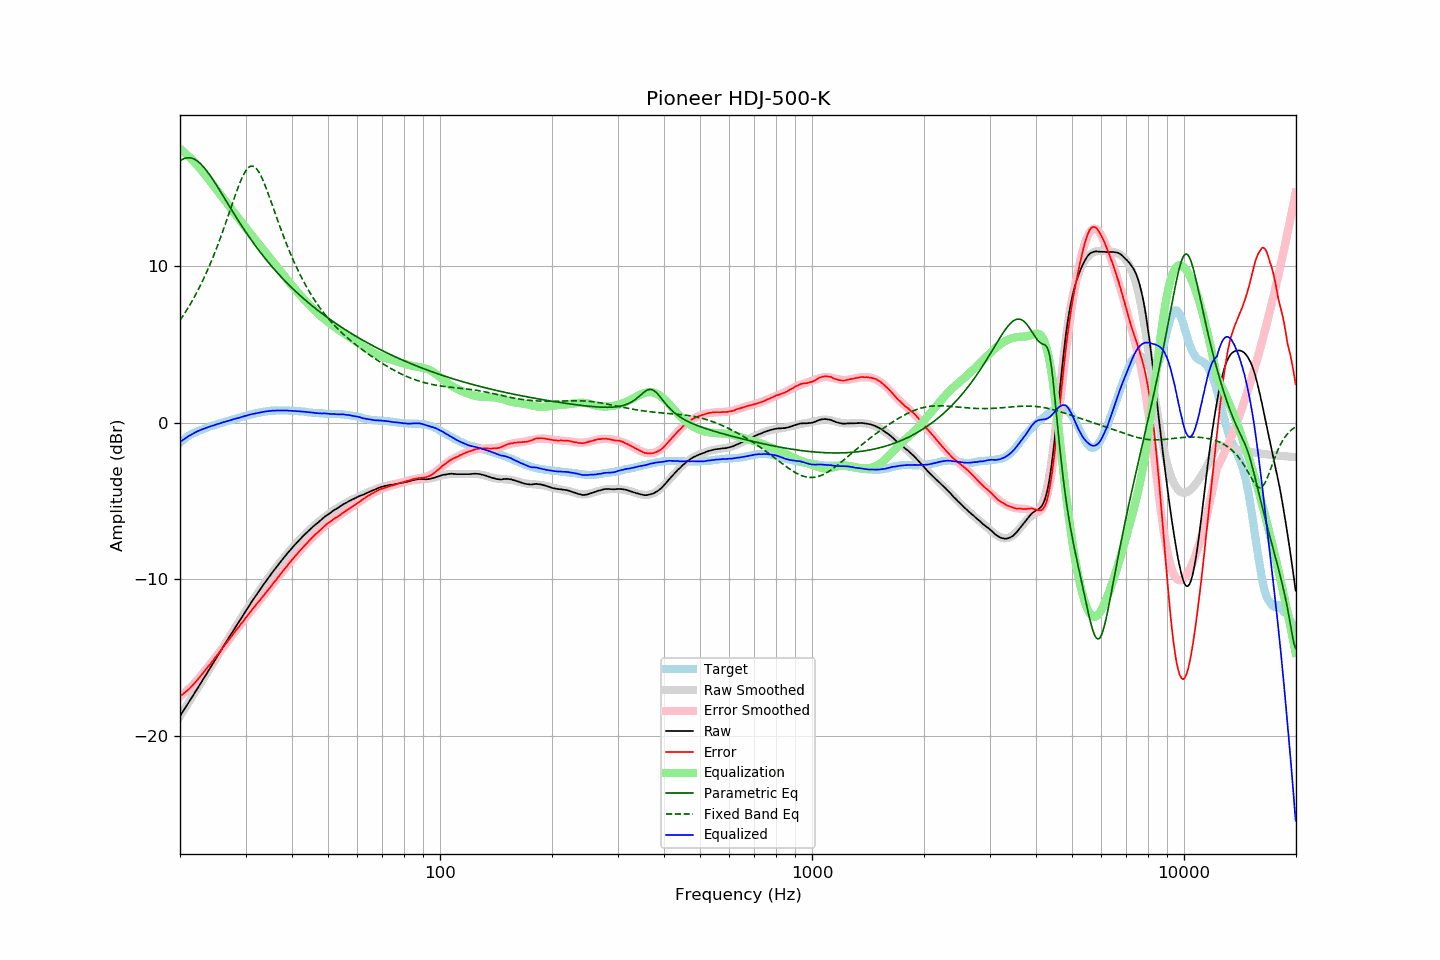 Pioneer HDJ-500-K
Amplitude (dBr)
10
0
−10
−20
Target
Raw Smoothed
Error Smoothed
Raw
Error
Equalization
Parametric Eq
Fixed Band Eq
Equalized
100
1000
10000
Frequency (Hz)